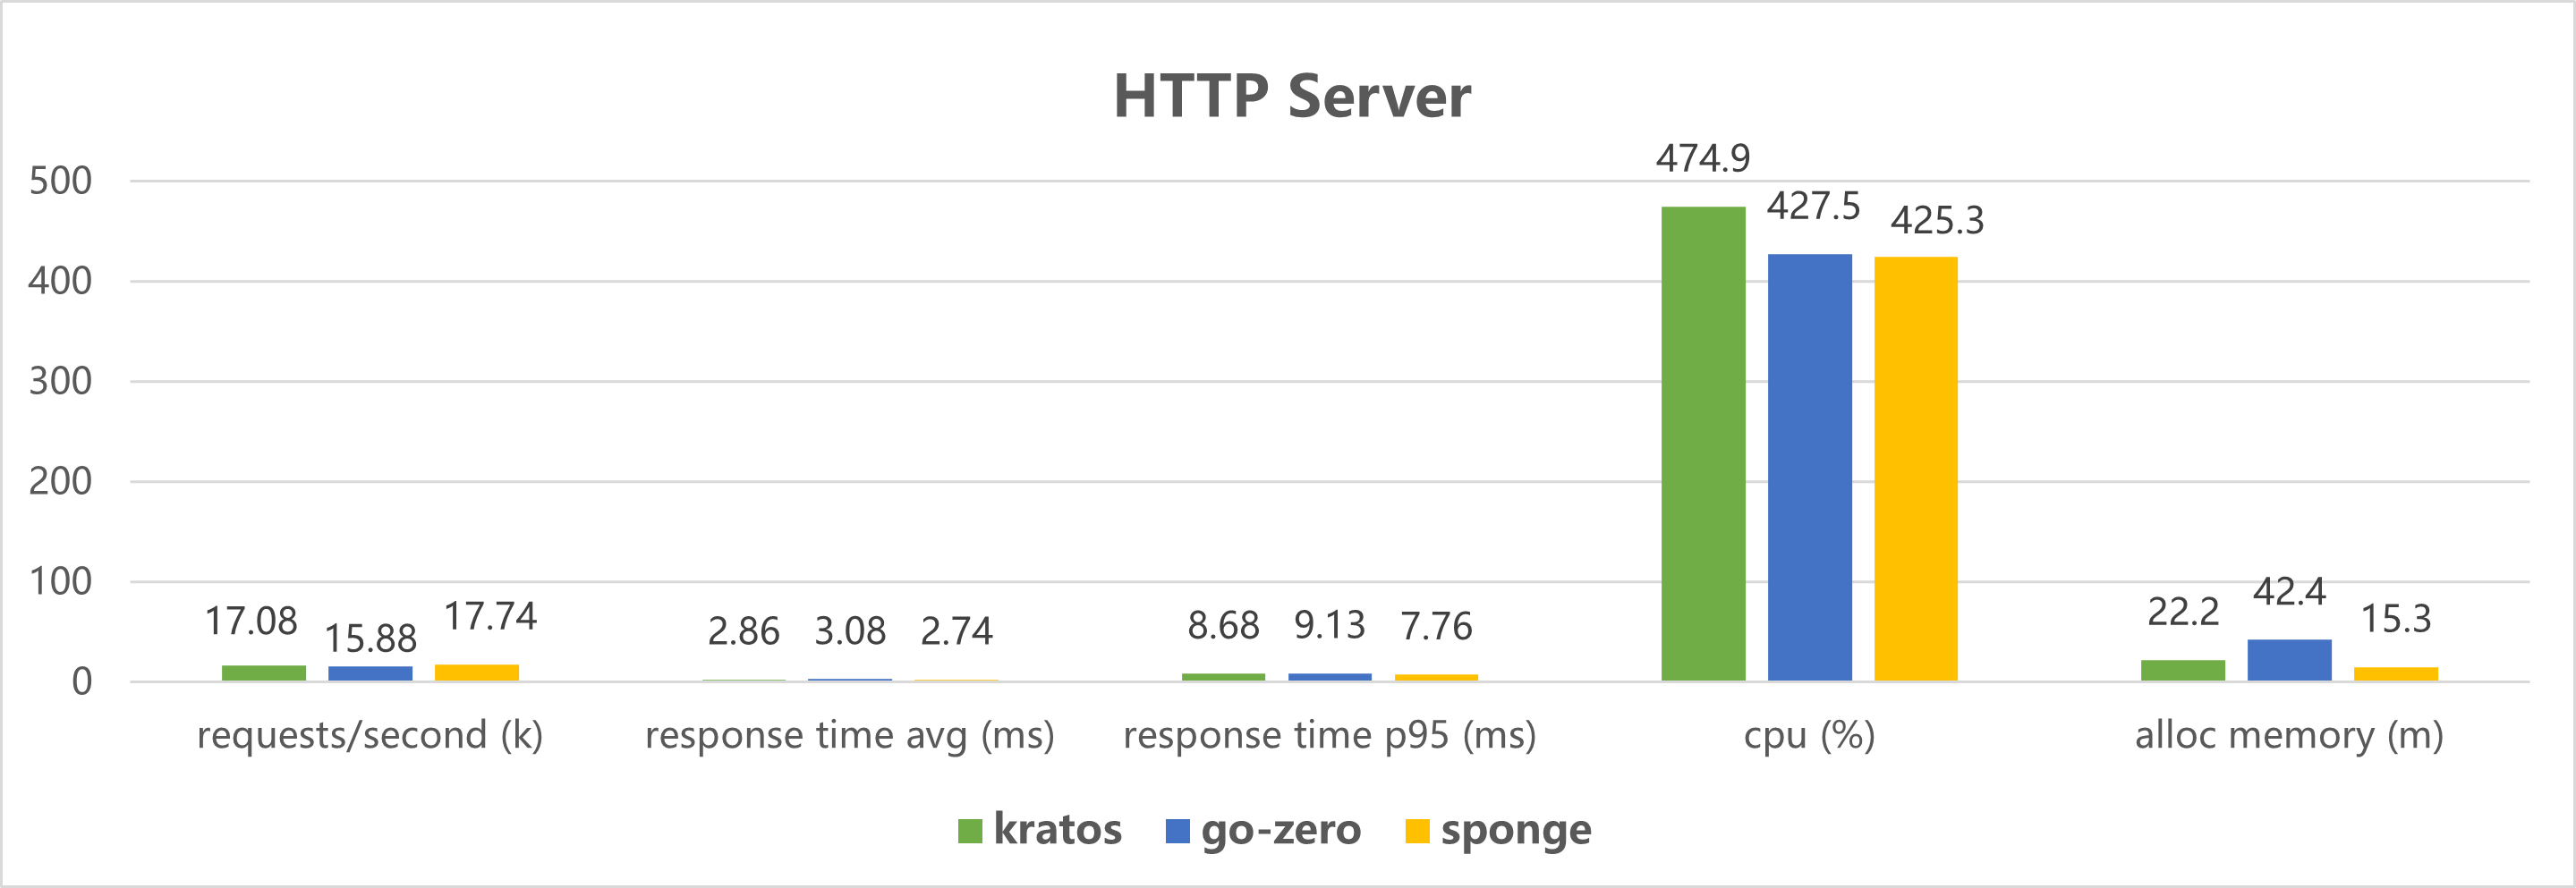 HTTP Server
500
400
300
200
100
0
474.9
427.5
425.3
17.08
15.88
17.74
2.86
3.08
2.74
8.68
9.13
7.76
22.2
42.4
15.3
requests/second (k)
response time avg (ms)
response time p95 (ms)
cpu (%)
alloc memory (m)
kratos
go-zero
sponge